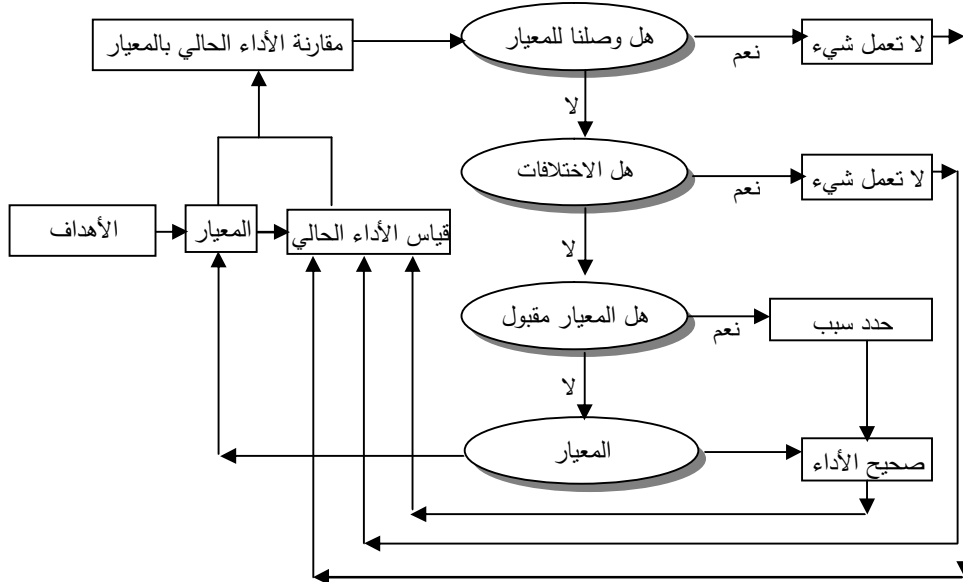 هل وصلنا للمعيار
لا تعمل شيء
مقارنة الأداء الحالي بالمعيار
نعم
لا
هل الاختلافات
لا تعمل شيء
نعم
الأهداف
المعيار
قياس الأداء الحالي
لا
هل المعيار مقبول
نعم
حدد سبب
لا
المعيار
صحيح الأداء